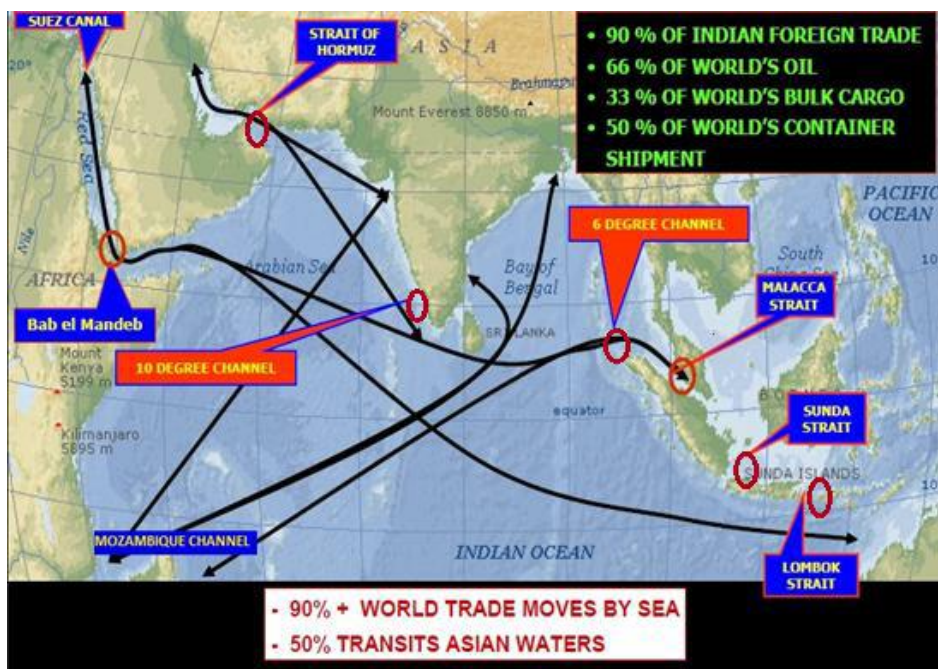 SUEZ CANAL
STRAIT OF
HORMUZ
ASIA
• 90 % OF INDIAN FOREIGN TRADE
• 66 % OF WORLD'S OIL
• 33 % OF WORLD'S BULK CARGO
• 50 % OF WORLD'S CONTAINER
SHIPMENT
20°
Mount Everest 8850 m
Red Sea
Nile
PACIFIC
OCEAN
6 DEGREE CHANNEL
AFRICA
Arabian Sea
Bay of
Bengal
South
MALACCA
STRAIT
Bab el Mandeb
SRI LANKA
10 DEGREE CHANNEL
Mount
Kenya
5199 m
equator
Kilimanjaro
5895 m
SUNDA
STRAIT
SUNDA ISLANDS
MOZAMBIQUE CHANNEL
INDIAN OCEAN
LOMBOK
STRAIT
- 90% + WORLD TRADE MOVES BY SEA
- 50% TRANSITS ASIAN WATERS